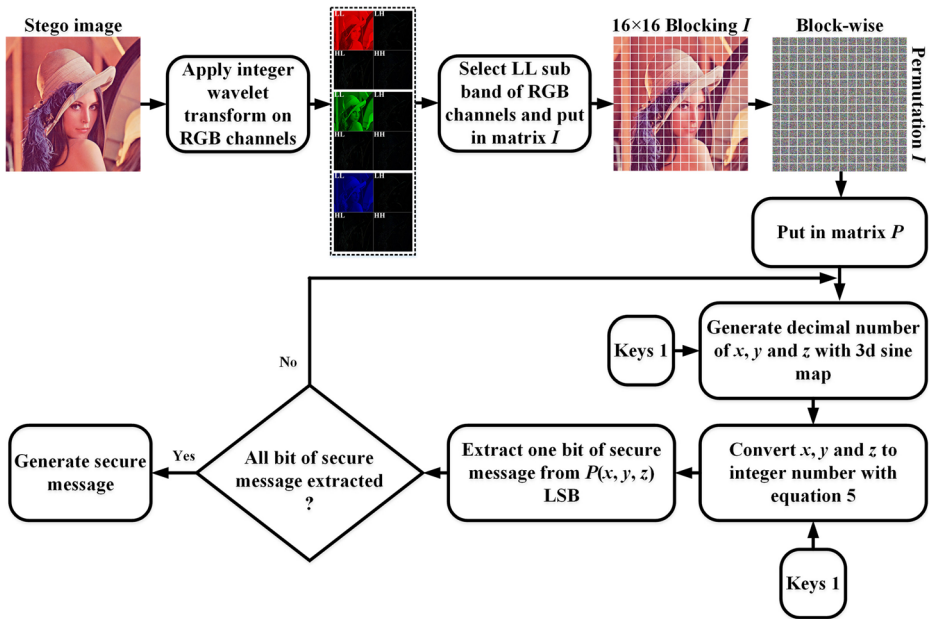 Stego image
Apply integer
wavelet
transform on
RGB channels
LL LH
HL HH
LL LH
HL HH
LL LH
HL HH
Select LL sub
band of RGB
channels and put
in matrix I
16×16 Blocking I
Block-wise
Permutation I
Put in matrix P
Generate decimal number
of x, y and z with 3d sine
map
Keys 1
Convert x, y and z to
integer number with
equation 5
Keys 1
Extract one bit of secure
message from P(x, y, z)
LSB
All bit of secure
message extracted
?
No
Yes
Generate secure
message